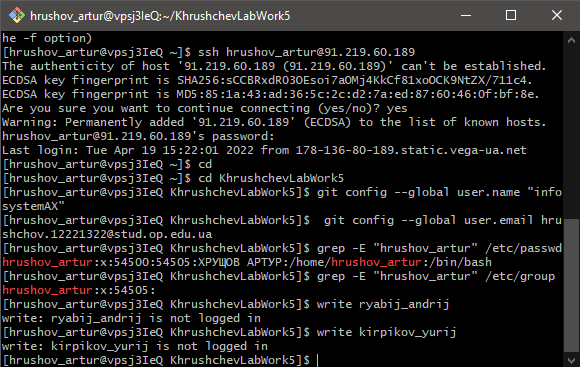 hrushov_artur@vpsj3IeQ:~/KhrushchevLabWork5
he -f option)
[hrushov_artur@vpsj3IeQ ~]$ ssh hrushov_artur@91.219.60.189
The authenticity of host '91.219.60.189 (91.219.60.189)' can't be established.
ECDSA key fingerprint is SHA256:sCCBRxdR03OEsoi7aOMj4KkCf81xoOCK9NtZX/711c4.
ECDSA key fingerprint is MD5:85:1a:43:ad:36:5c:2c:d2:7a:ed:87:60:46:0f:bf:8e.
Are you sure you want to continue connecting (yes/no)? yes
Warning: Permanently added '91.219.60.189' (ECDSA) to the list of known hosts.
hrushov_artur@91.219.60.189's password:
Last login: Tue Apr 19 15:22:01 2022 from 178-136-80-189.static.vega-ua.net
[hrushov_artur@vpsj3IeQ ~]$ cd
[hrushov_artur@vpsj3IeQ ~]$ cd KhrushchevLabWork5
[hrushov_artur@vpsj3IeQ KhrushchevLabWork5]$ git config --global user.name "info
systemAX"
[hrushov_artur@vpsj3IeQ KhrushchevLabWork5]$  git config --global user.email hru
shchov.12221322@stud.op.edu.ua
[hrushov_artur@vpsj3IeQ KhrushchevLabWork5]$ grep -E "hrushov_artur" /etc/passwd
hrushov_artur:x:54500:54505:ХРУЩОВ АРТУР:/home/hrushov_artur:/bin/bash
[hrushov_artur@vpsj3IeQ KhrushchevLabWork5]$ grep -E "hrushov_artur" /etc/group
hrushov_artur:x:54505:
[hrushov_artur@vpsj3IeQ KhrushchevLabWork5]$ write ryabij_andrij
write: ryabij_andrij is not logged in
[hrushov_artur@vpsj3IeQ KhrushchevLabWork5]$ write kirpikov_yurij
write: kirpikov_yurij is not logged in
[hrushov_artur@vpsj3IeQ KhrushchevLabWork5]$